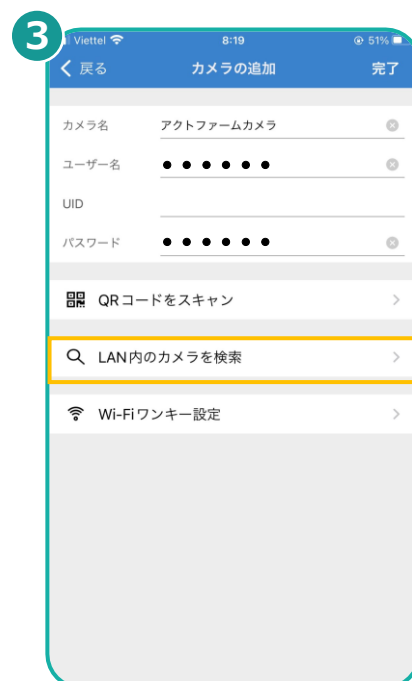 3
Viettel 8:19 51%
戻る カメラの追加 完了
カメラ名 アクトファームカメラ
ユーザー名 ● ● ● ● ● ●
UID
パスワード ● ● ● ● ● ●
QRコードをスキャン
LAN内のカメラを検索
Wi-Fiワンキー設定